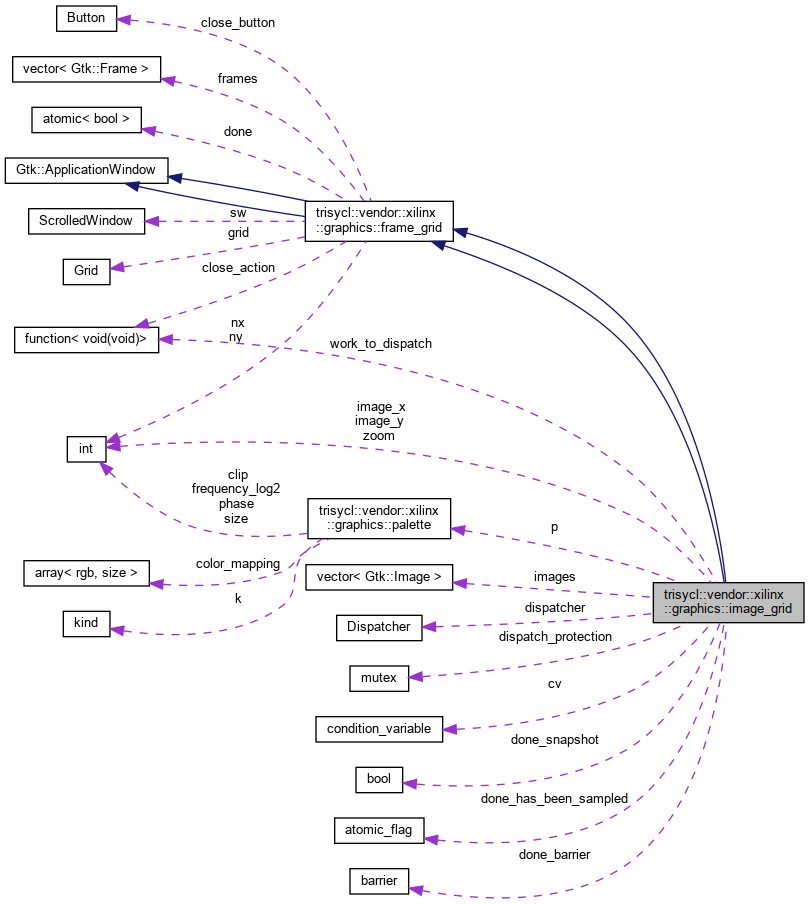 Button
close_button
vector< Gtk::Frame >
frames
atomic< bool >
done
Gtk::ApplicationWindow
ScrolledWindow
sw
trisycl::vendor::xilinx
::graphics::frame_grid
grid
Grid
close_action
function< void(void)>
nx
ny
work_to_dispatch
image_x
image_y
zoom
int
clip
frequency_log2
phase
size
trisycl::vendor::xilinx
::graphics::palette
p
array< rgb, size >
color_mapping
vector< Gtk::Image >
images
k
kind
trisycl::vendor::xilinx
::graphics::image_grid
dispatcher
Dispatcher
dispatch_protection
mutex
cv
condition_variable
done_snapshot
bool
done_has_been_sampled
atomic_flag
done_barrier
barrier